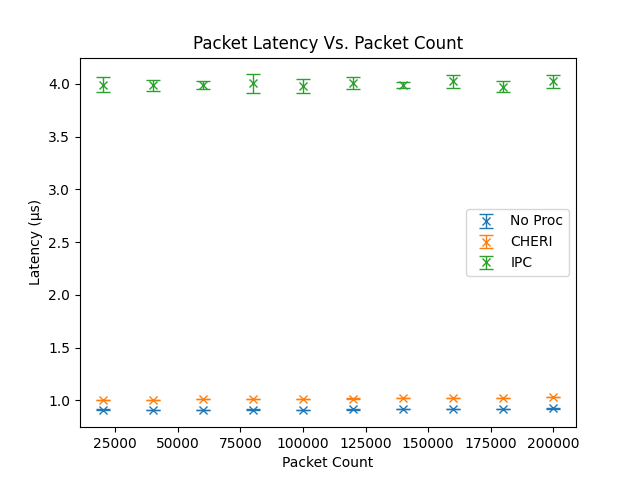 Packet Latency Vs. Packet Count
Latency (µs)
4.0
3.5
3.0
2.5
2.0
1.5
1.0
No Proc
CHERI
IPC
25000 50000 75000 100000 125000 150000 175000 200000
Packet Count